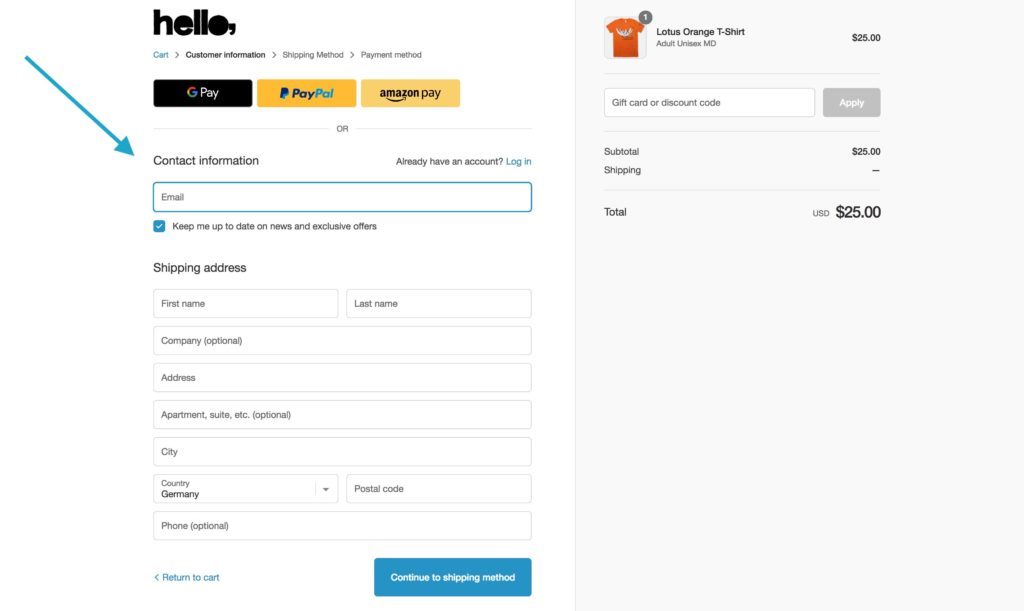 hello,
Cart > Customer information > Shipping Method > Payment method
G Pay PayPal amazon pay
OR
Contact information Already have an account? Log in
Email
Keep me up to date on news and exclusive offers
Shipping address
First name Last name
Company (optional)
Address
Apartment, suite, etc. (optional)
City
Country
Germany
Postal code
Phone (optional)
< Return to cart Continue to shipping method
1
Lotus Orange T-Shirt
Adult Unisex MD
$25.00
Gift card or discount code Apply
Subtotal $25.00
Shipping —
Total USD $25.00